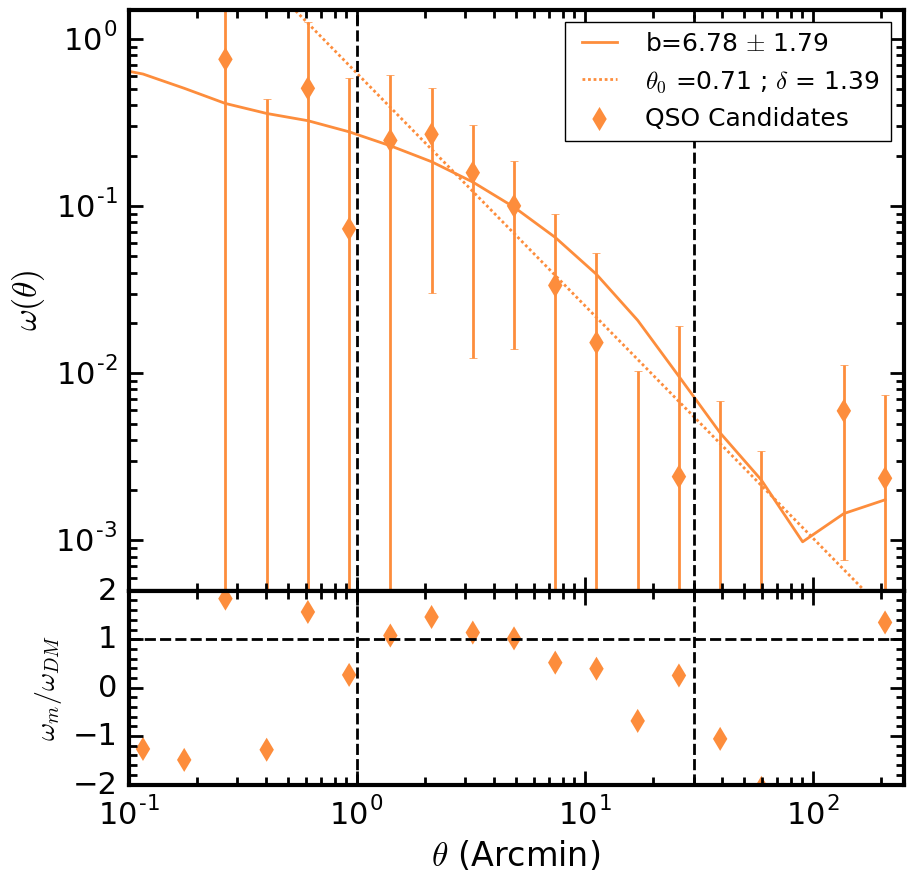 10⁰
10⁻¹
10⁻²
10⁻³
ω(θ)
b=6.78 ± 1.79
θ₀ =0.71 ; δ = 1.39
QSO Candidates
2
1
0
−1
−2
ωₘ/ω_DM
10⁻¹ 10⁰ 10¹ 10²
θ (Arcmin)